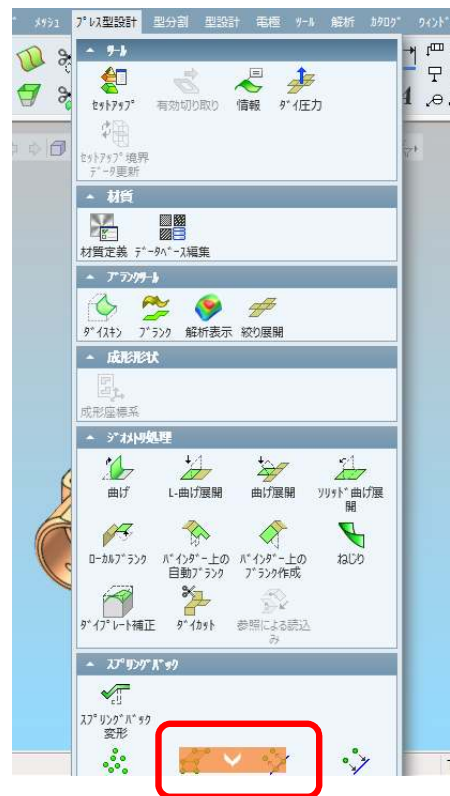 メッシュ プレス型設計 型分割 型設計 電極 ツール 解析 カタログ ウィンド
ツール
セットアップ 有効切り取り 情報 ダイ圧力
セットアップ境界
データ更新
材質
材質定義 データベース編集
ブランクツール
ダイスキン ブランク 解析表示 絞り展開
成形形状
成形座標系
ジオメトリ処理
曲げ L-曲げ展開 曲げ展開 ソリッド曲げ展
開
ローカルブランク バインダー上の バインダー上の ねじり
自動ブランク ブランク作成
ダイプレート補正 ダイカット 参照による読込
み
スプリングバック
スプリングバック
変形